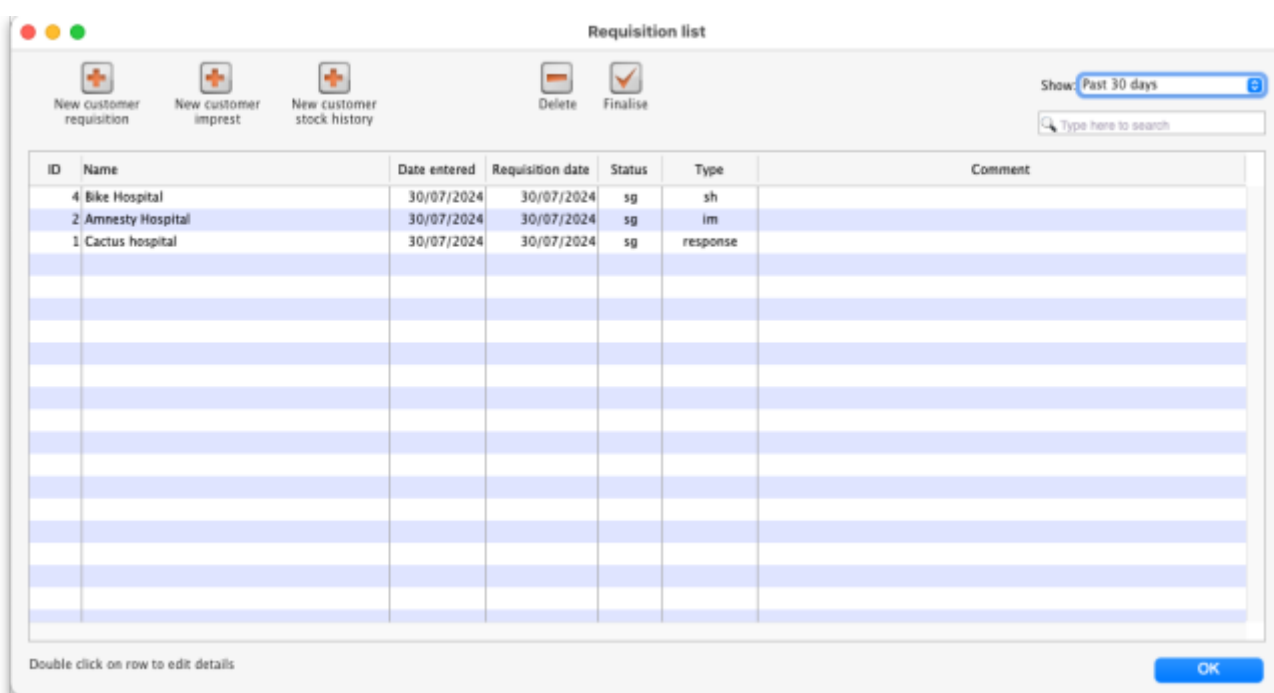 Requisition list
New customer requisition
New customer imprest
New customer stock history
Delete
Finalise
Show: Past 30 days
Type here to search
ID Name Date entered Requisition date Status Type Comment
4 Bike Hospital 30/07/2024 30/07/2024 sg sh
2 Amnesty Hospital 30/07/2024 30/07/2024 sg im
1 Cactus hospital 30/07/2024 30/07/2024 sg response
Double click on row to edit details
OK